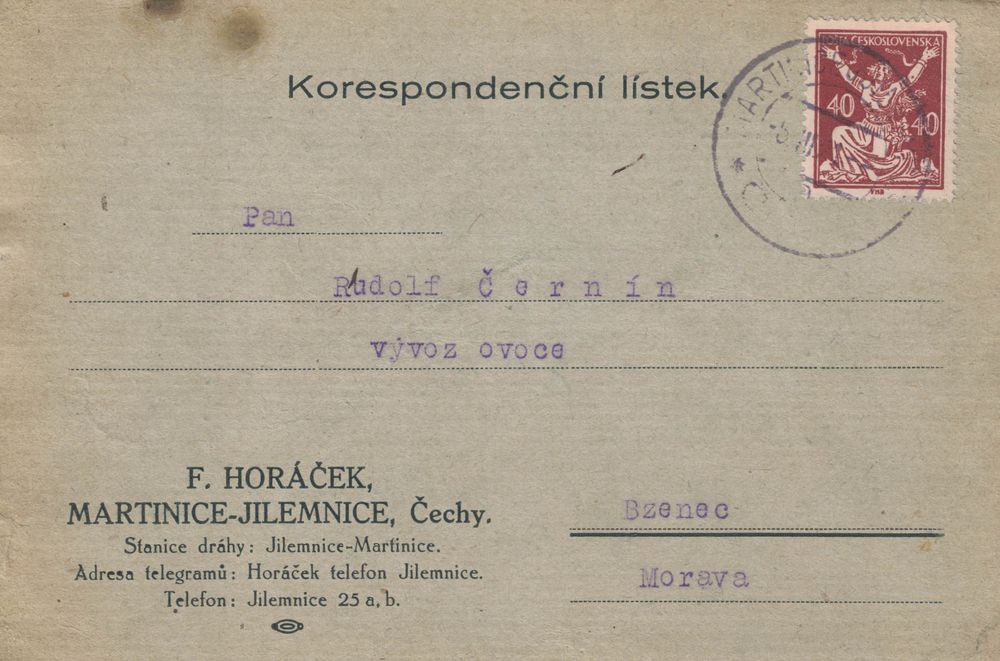 Korespondenční lístek.
ČESKOSLOVENSKÁ
40 40
VHB
Pan
Rudolf Černín
vývoz ovoce
F. HORÁČEK,
MARTINICE-JILEMNICE, Čechy.
Stanice dráhy: Jilemnice-Martinice.
Adresa telegramů: Horáček telefon Jilemnice.
Telefon: Jilemnice 25 a, b.
Bzenec
Morava